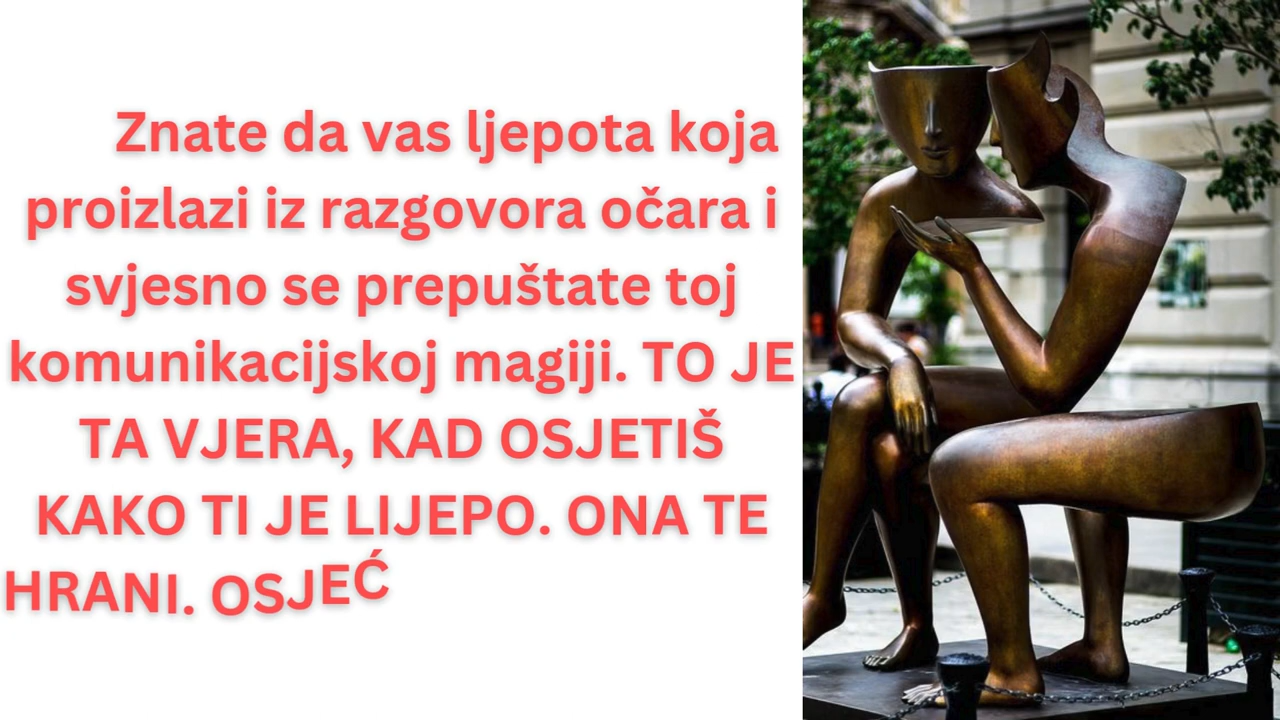 Znate da vas ljepota koja
proizlazi iz razgovora očara i
svjesno se prepuštate toj
komunikacijskoj magiji. TO JE
TA VJERA, KAD OSJETIŠ
KAKO TI JE LIJEPO. ONA TE
HRANI. OSJEĆ